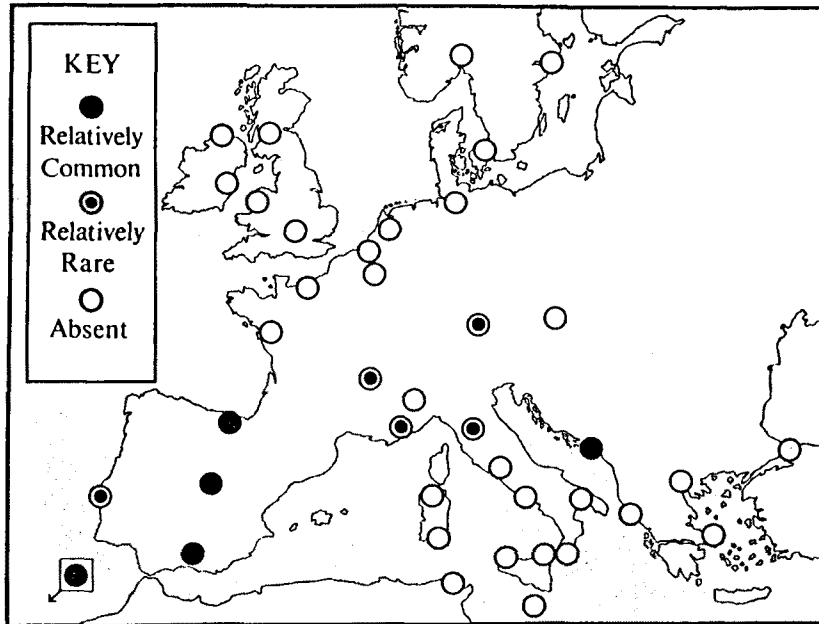 KEY
Relatively
Common
Relatively
Rare
Absent